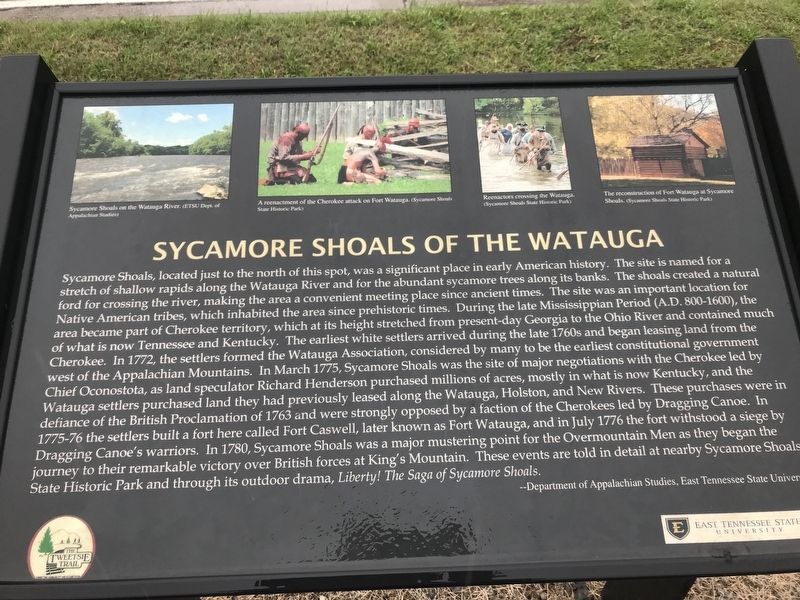 Sycamore Shoals on the Watauga River. (ETSU Dept. of
Appalachian Studies)
A reenactment of the Cherokee attack on Fort Watauga. (Sycamore Shoals
State Historic Park)
Reenactors crossing the Watauga.
(Sycamore Shoals State Historic Park)
The reconstruction of Fort Watauga at Sycamore
Shoals. (Sycamore Shoals State Historic Park)
SYCAMORE SHOALS OF THE WATAUGA
Sycamore Shoals, located just to the north of this spot, was a significant place in early American history. The site is named for a
stretch of shallow rapids along the Watauga River and for the abundant sycamore trees along its banks. The shoals created a natural
ford for crossing the river, making the area a convenient meeting place since ancient times. The site was an important location for
Native American tribes, which inhabited the area since prehistoric times. During the late Mississippian Period (A.D. 800-1600), the
area became part of Cherokee territory, which at its height stretched from present-day Georgia to the Ohio River and contained much
of what is now Tennessee and Kentucky. The earliest white settlers arrived during the late 1760s and began leasing land from the
Cherokee. In 1772, the settlers formed the Watauga Association, considered by many to be the earliest constitutional government
west of the Appalachian Mountains. In March 1775, Sycamore Shoals was the site of major negotiations with the Cherokee led by
Chief Oconostota, as land speculator Richard Henderson purchased millions of acres, mostly in what is now Kentucky, and the
Watauga settlers purchased land they had previously leased along the Watauga, Holston, and New Rivers. These purchases were in
defiance of the British Proclamation of 1763 and were strongly opposed by a faction of the Cherokees led by Dragging Canoe. In
1775-76 the settlers built a fort here called Fort Caswell, later known as Fort Watauga, and in July 1776 the fort withstood a siege by
Dragging Canoe's warriors. In 1780, Sycamore Shoals was a major mustering point for the Overmountain Men as they began the
journey to their remarkable victory over British forces at King's Mountain. These events are told in detail at nearby Sycamore Shoals
State Historic Park and through its outdoor drama, Liberty! The Saga of Sycamore Shoals.
--Department of Appalachian Studies, East Tennessee State Univer
THE
TWEETSIE
TRAIL
E
EAST TENNESSEE STATE
UNIVERSITY